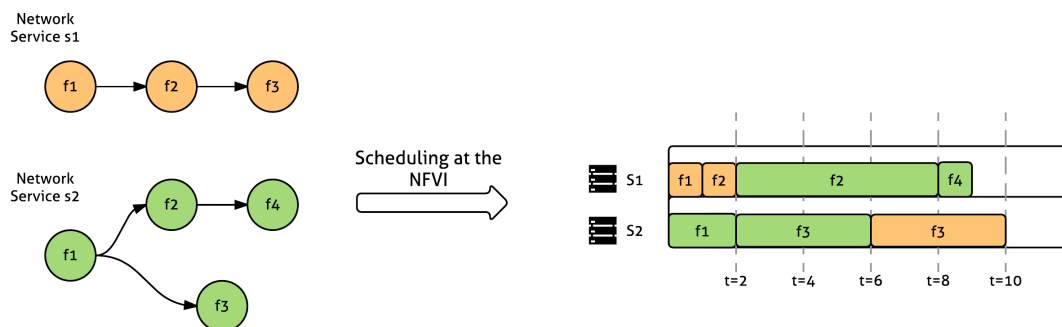 Network
Service s1
f1
f2
f3
Network
Service s2
f1
f2
f4
f3
Scheduling at the
NFVI
S1
f1
f2
f2
f4
S2
f1
f3
f3
t=2
t=4
t=6
t=8
t=10